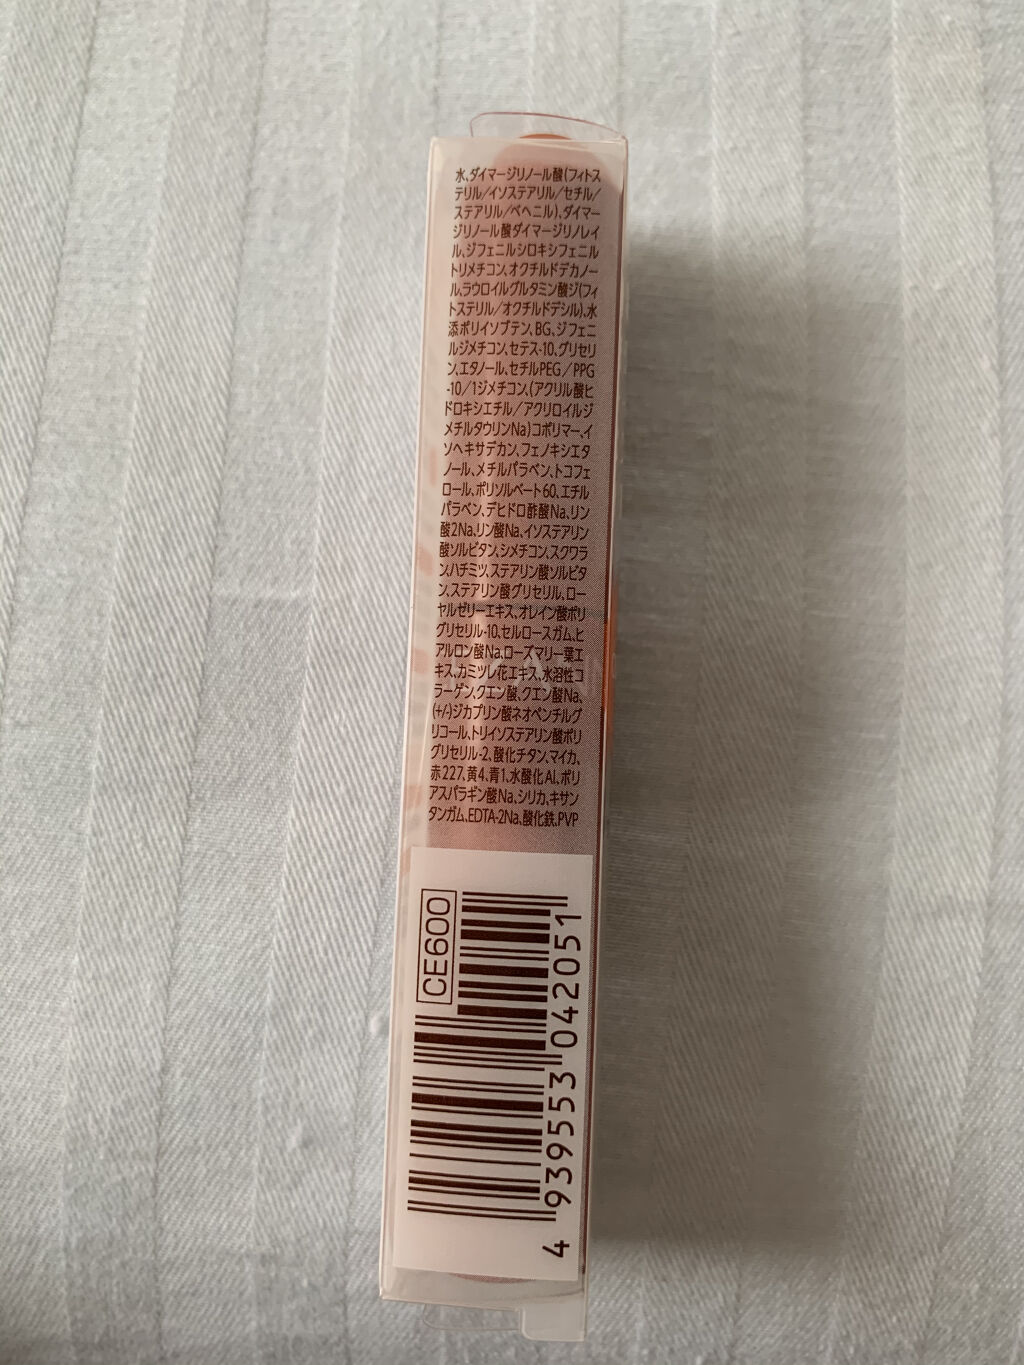 水、ダイマージリノール酸(フィトス
テリル/イソステアリル/セチル/
ステアリル/ベヘニル)、ダイマー
ジリノール酸ダイマージリノレイ
ル、ジフェニルシロキシフェニル
トリメチコン、オクチルドデカノー
ル、ラウロイルグルタミン酸ジ(フィ
トステリル/オクチルドデシル)、水
添ポリイソブテン、BG、ジフェニ
ルジメチコン、セテス-10、グリセリ
ン、エタノール、セチルPEG/PPG
-10/1ジメチコン、(アクリル酸ヒ
ドロキシエチル/アクリロイルジ
メチルタウリンNa)コポリマー、イ
ソヘキサデカン、フェノキシエタ
ノール、メチルパラベン、トコフェ
ロール、ポリソルベート60、エチル
パラベン、デヒドロ酢酸Na、リン
酸2Na、リン酸Na、イソステアリン
酸ソルビタン、シメチコン、スクワラ
ン、ハチミツ、ステアリン酸ソルビタ
ン、ステアリン酸グリセリル、ロー
ヤルゼリーエキス、オレイン酸ポリ
グリセリル-10、セルロースガム、ヒ
アルロン酸Na、ローズマリー葉エ
キス、カミツレ花エキス、水溶性コ
ラーゲン、クエン酸、クエン酸Na、
(+/-)ジカプリン酸ネオペンチルグ
リコール、トリイソステアリン酸ポリ
グリセリル-2、酸化チタン、マイカ、
赤227、黄4、青1、水酸化Al、ポリ
アスパラギン酸Na、シリカ、キサン
タンガム、EDTA-2Na、酸化鉄、PVP
CE600
4 939553 042051